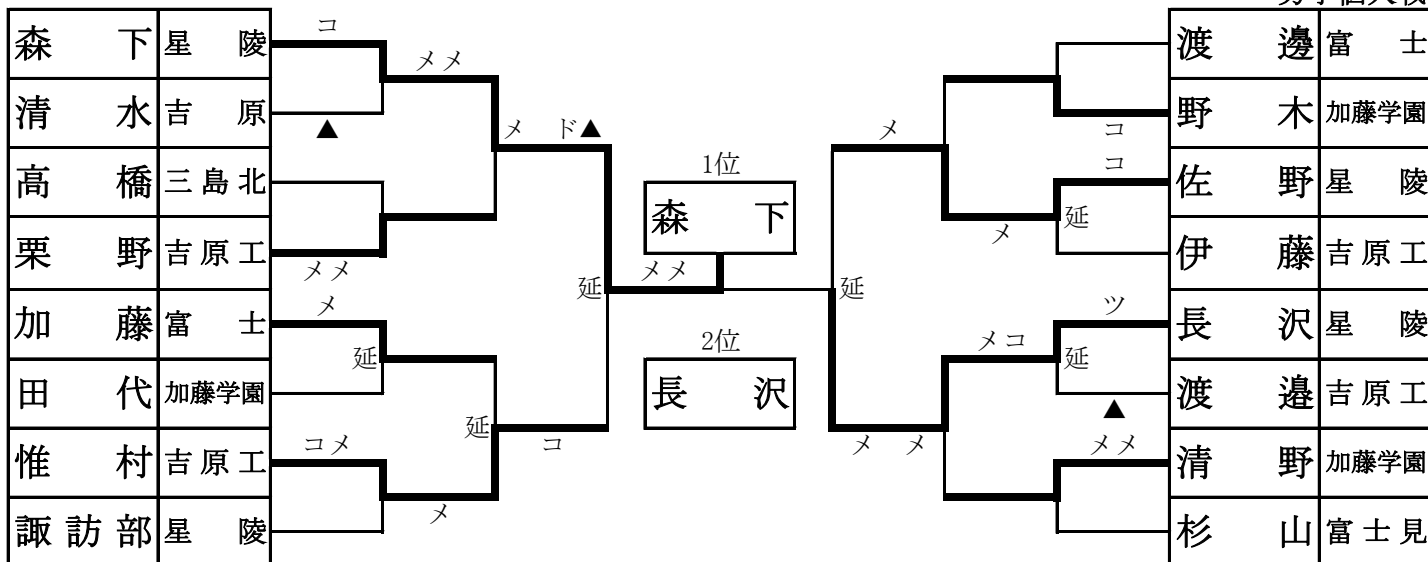 森下 星陵
清水 吉原
高橋 三島北
栗野 吉原工
加藤 富士
田代 加藤学園
惟村 吉原工
諏訪部 星陵
コ
▲
メメ
メメ
メ
延
コメ
メ
メ ド▲
延
コ
延
メメ
1位
森下
2位
長沢
延
メ
メ メ
メ
メコ
コ
コ
延
ツ
延
▲
メメ
渡邊 富士
野木 加藤学園
佐野 星陵
伊藤 吉原工
長沢 星陵
渡邉 吉原工
清野 加藤学園
杉山 富士見